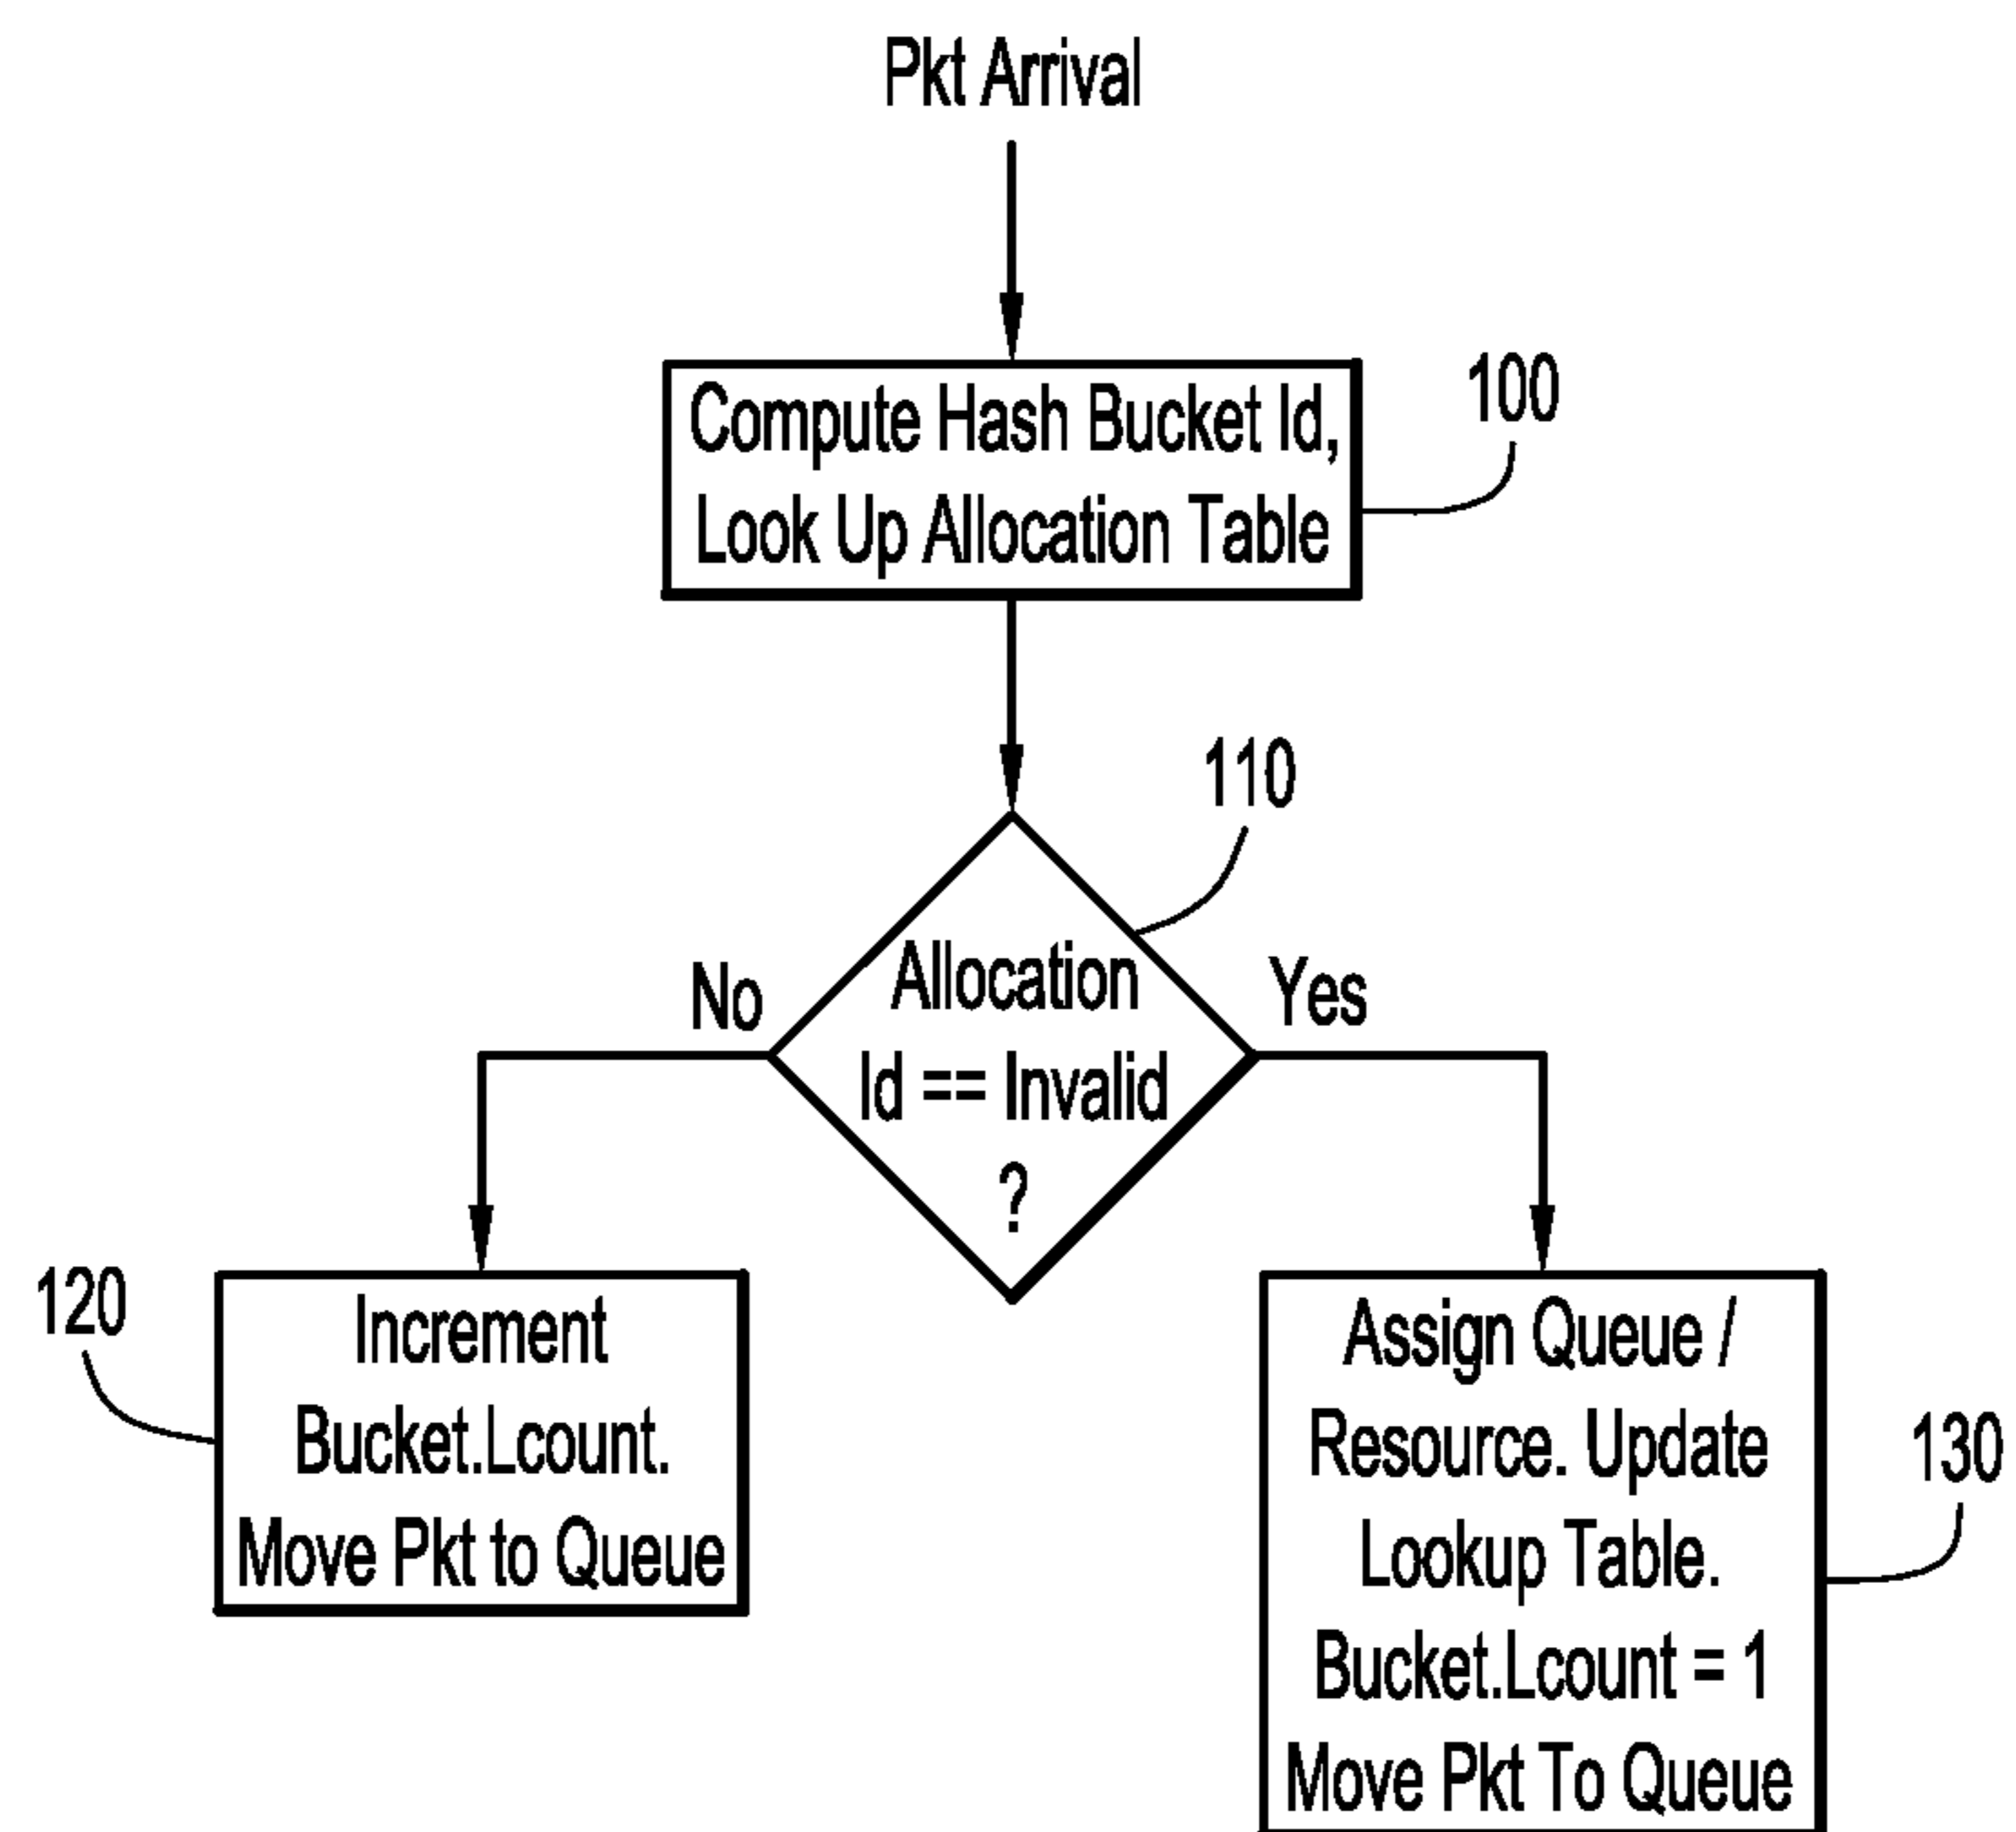 Pkt Arrival
Compute Hash Bucket Id,
Look Up Allocation Table
100
110
Allocation
Id == Invalid
?
No
Yes
120
Increment
Bucket.Lcount.
Move Pkt to Queue
Assign Queue /
Resource. Update
Lookup Table.
Bucket.Lcount = 1
Move Pkt To Queue
130